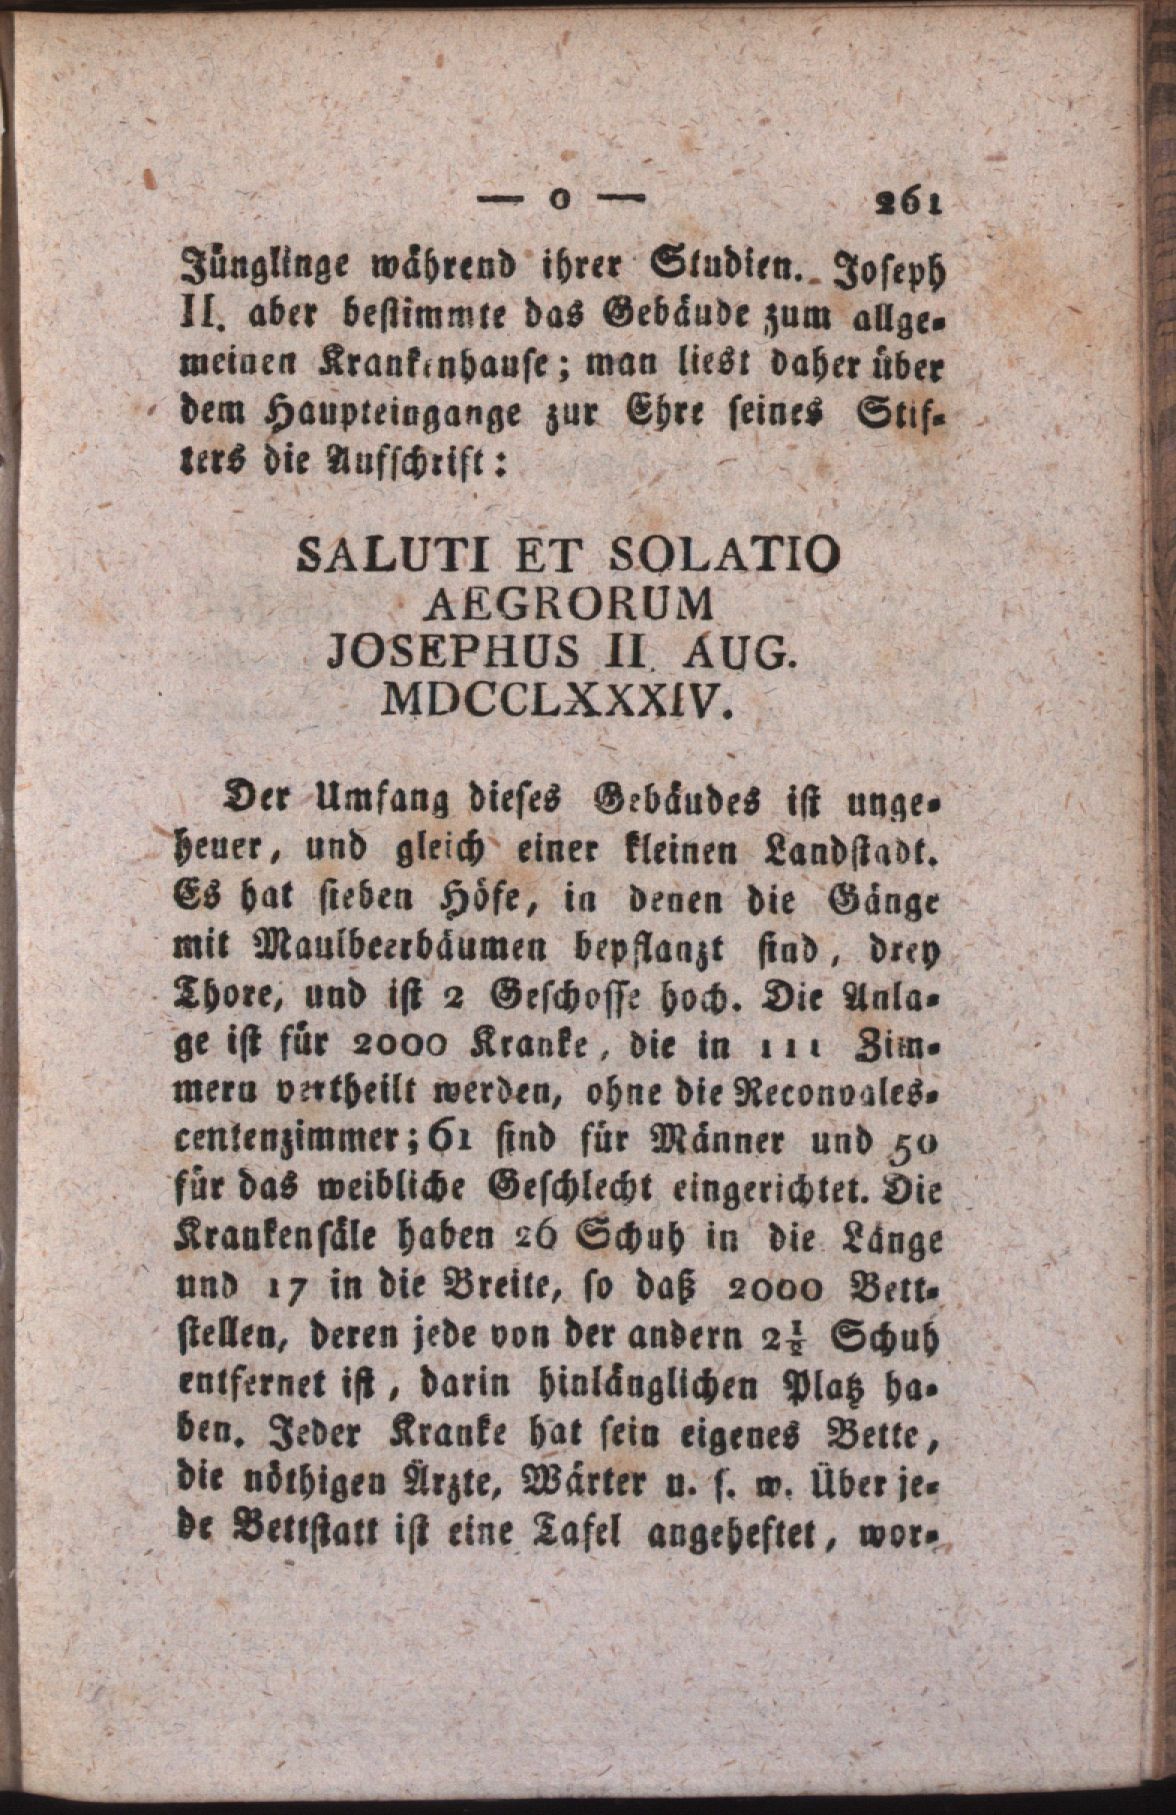 — o — 261
Jünglinge während ihrer Studien. Joseph
II. aber bestimmte das Gebäude zum allge-
meinen Krankenhause; man liest daher über
dem Haupteingange zur Ehre seines Stif-
ters die Aufschrift:
SALUTI ET SOLATIO
AEGRORUM
JOSEPHUS II. AUG.
MDCCLXXXIV.
Der Umfang dieses Gebäudes ist unge-
heuer, und gleich einer kleinen Landstadt.
Es hat sieben Höfe, in denen die Gänge
mit Maulbeerbäumen bepflanzt sind, drey
Thore, und ist 2 Geschosse hoch. Die Anla-
ge ist für 2000 Kranke, die in 111 Zim-
mern vertheilt werden, ohne die Reconvales-
centenzimmer; 61 sind für Männer und 50
für das weibliche Geschlecht eingerichtet. Die
Krankensäle haben 26 Schuh in die Länge
und 17 in die Breite, so daß 2000 Bett-
stellen, deren jede von der andern 2½ Schuh
entfernet ist, darin hinlänglichen Platz ha-
ben. Jeder Kranke hat sein eigenes Bette,
die nöthigen Ärzte, Wärter u. s. w. Über je-
de Bettstatt ist eine Tafel angeheftet, wor-